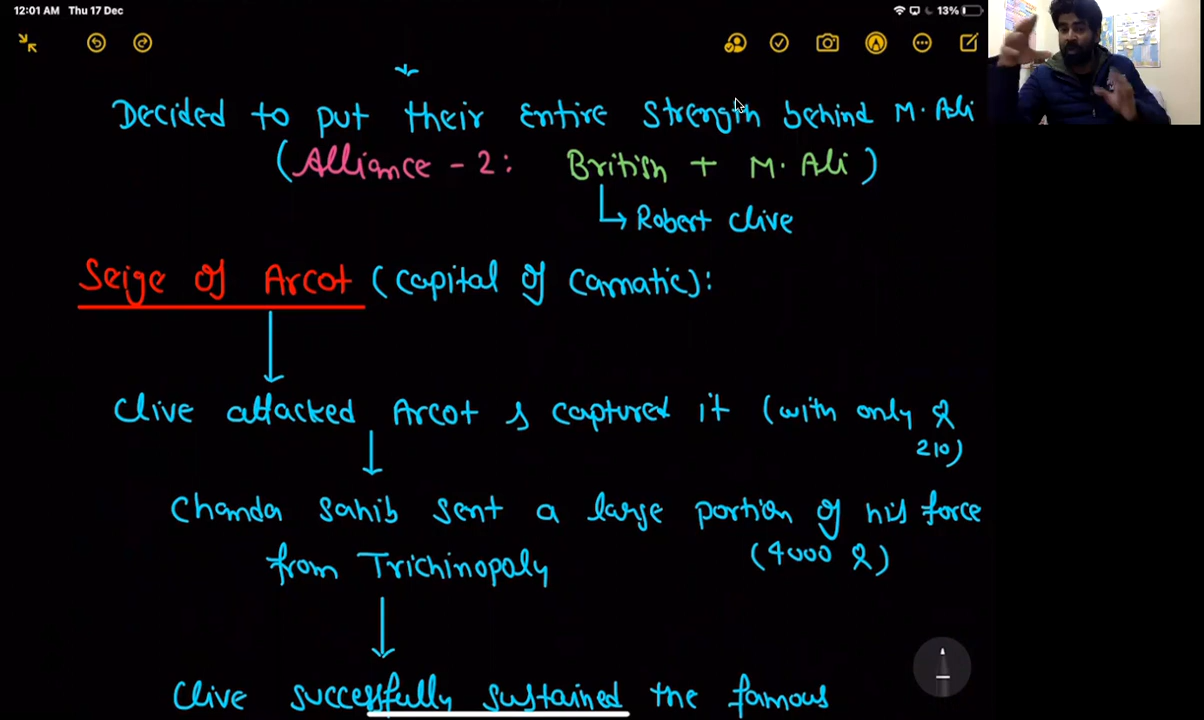 12:01 AM Thu 17 Dec
13%
Decided to put their entire strength behind M. Ali
(Alliance - 2: British + M. Ali)
Robert Clive
Seige of Arcot (Capital of Carnatic):
Clive attacked Arcot & captured it (with only
210)
Chanda Sahib sent a large portion of his force
from Trichinopoly (4000
Clive successfully sustained the famous